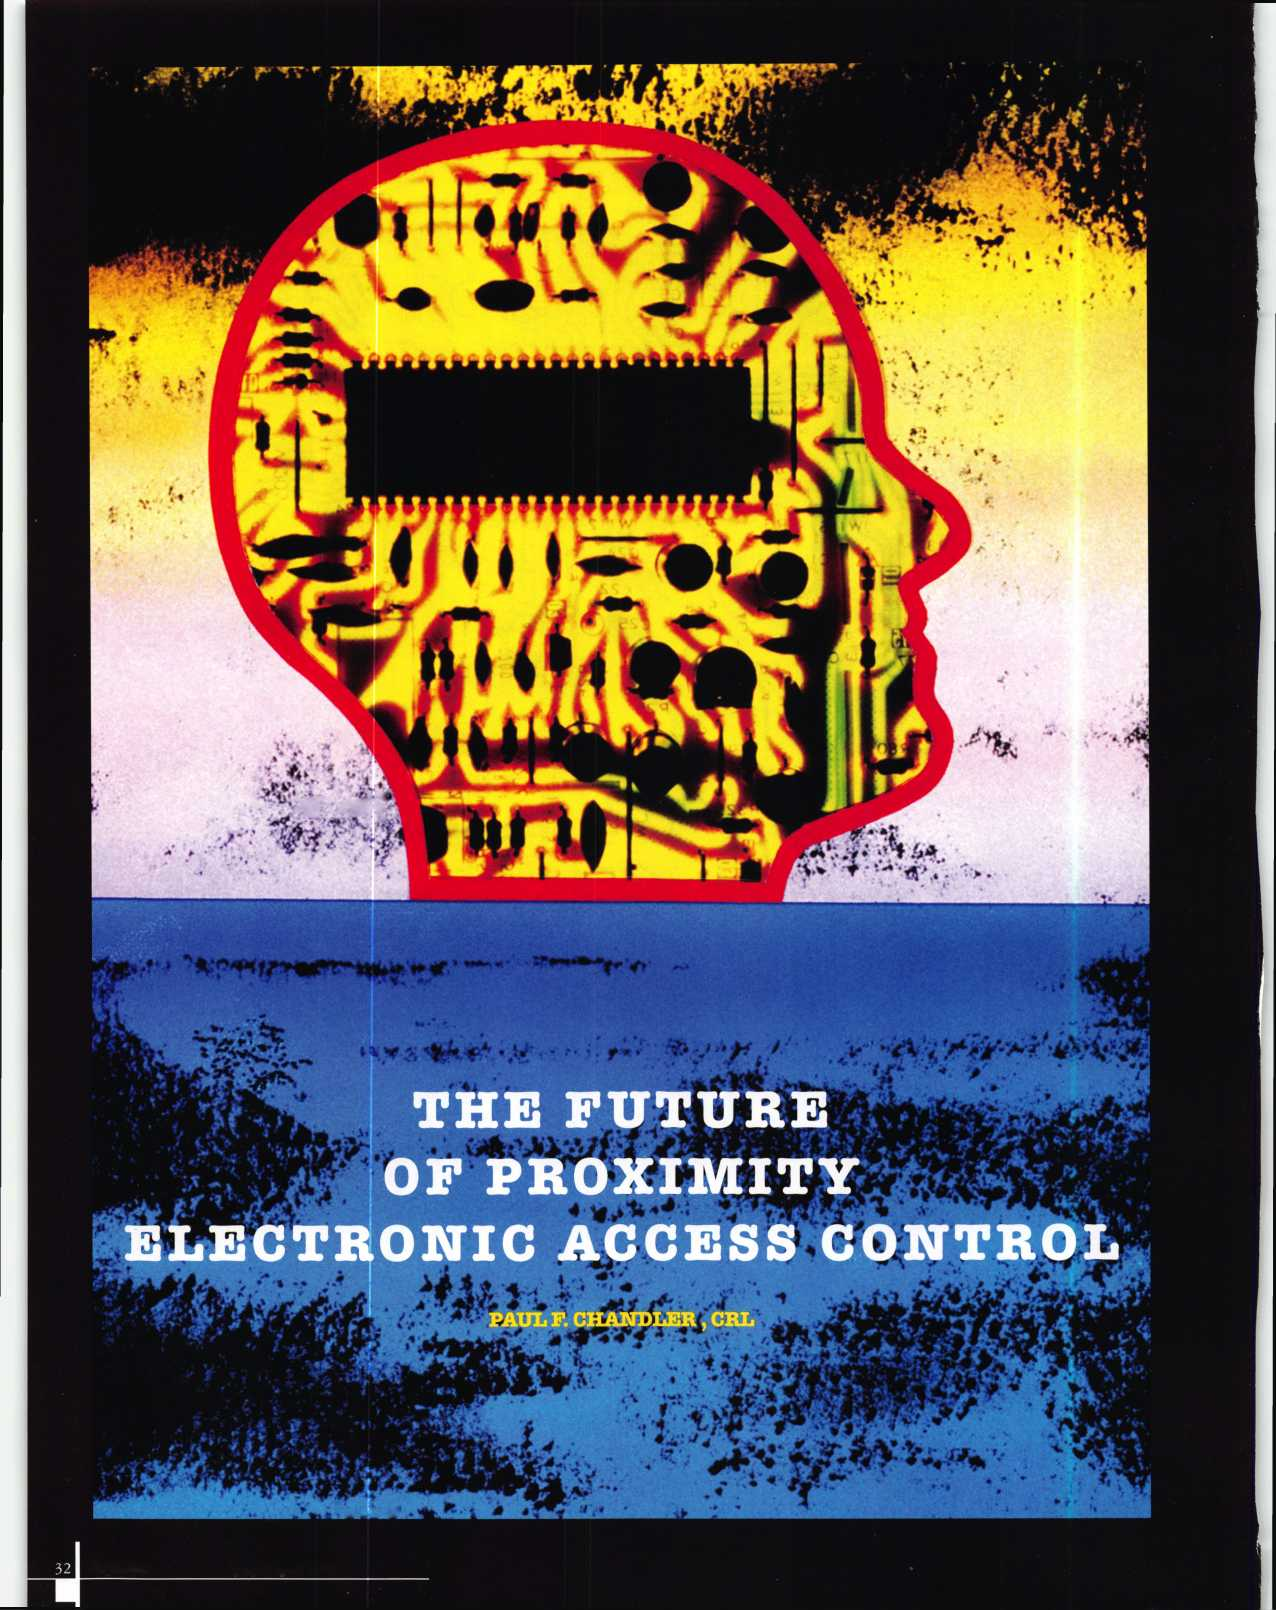 THE FUTURE
OF PROXIMITY
ELECTRONIC ACCESS CONTROL
PAUL F. CHANDLER, CRL
32